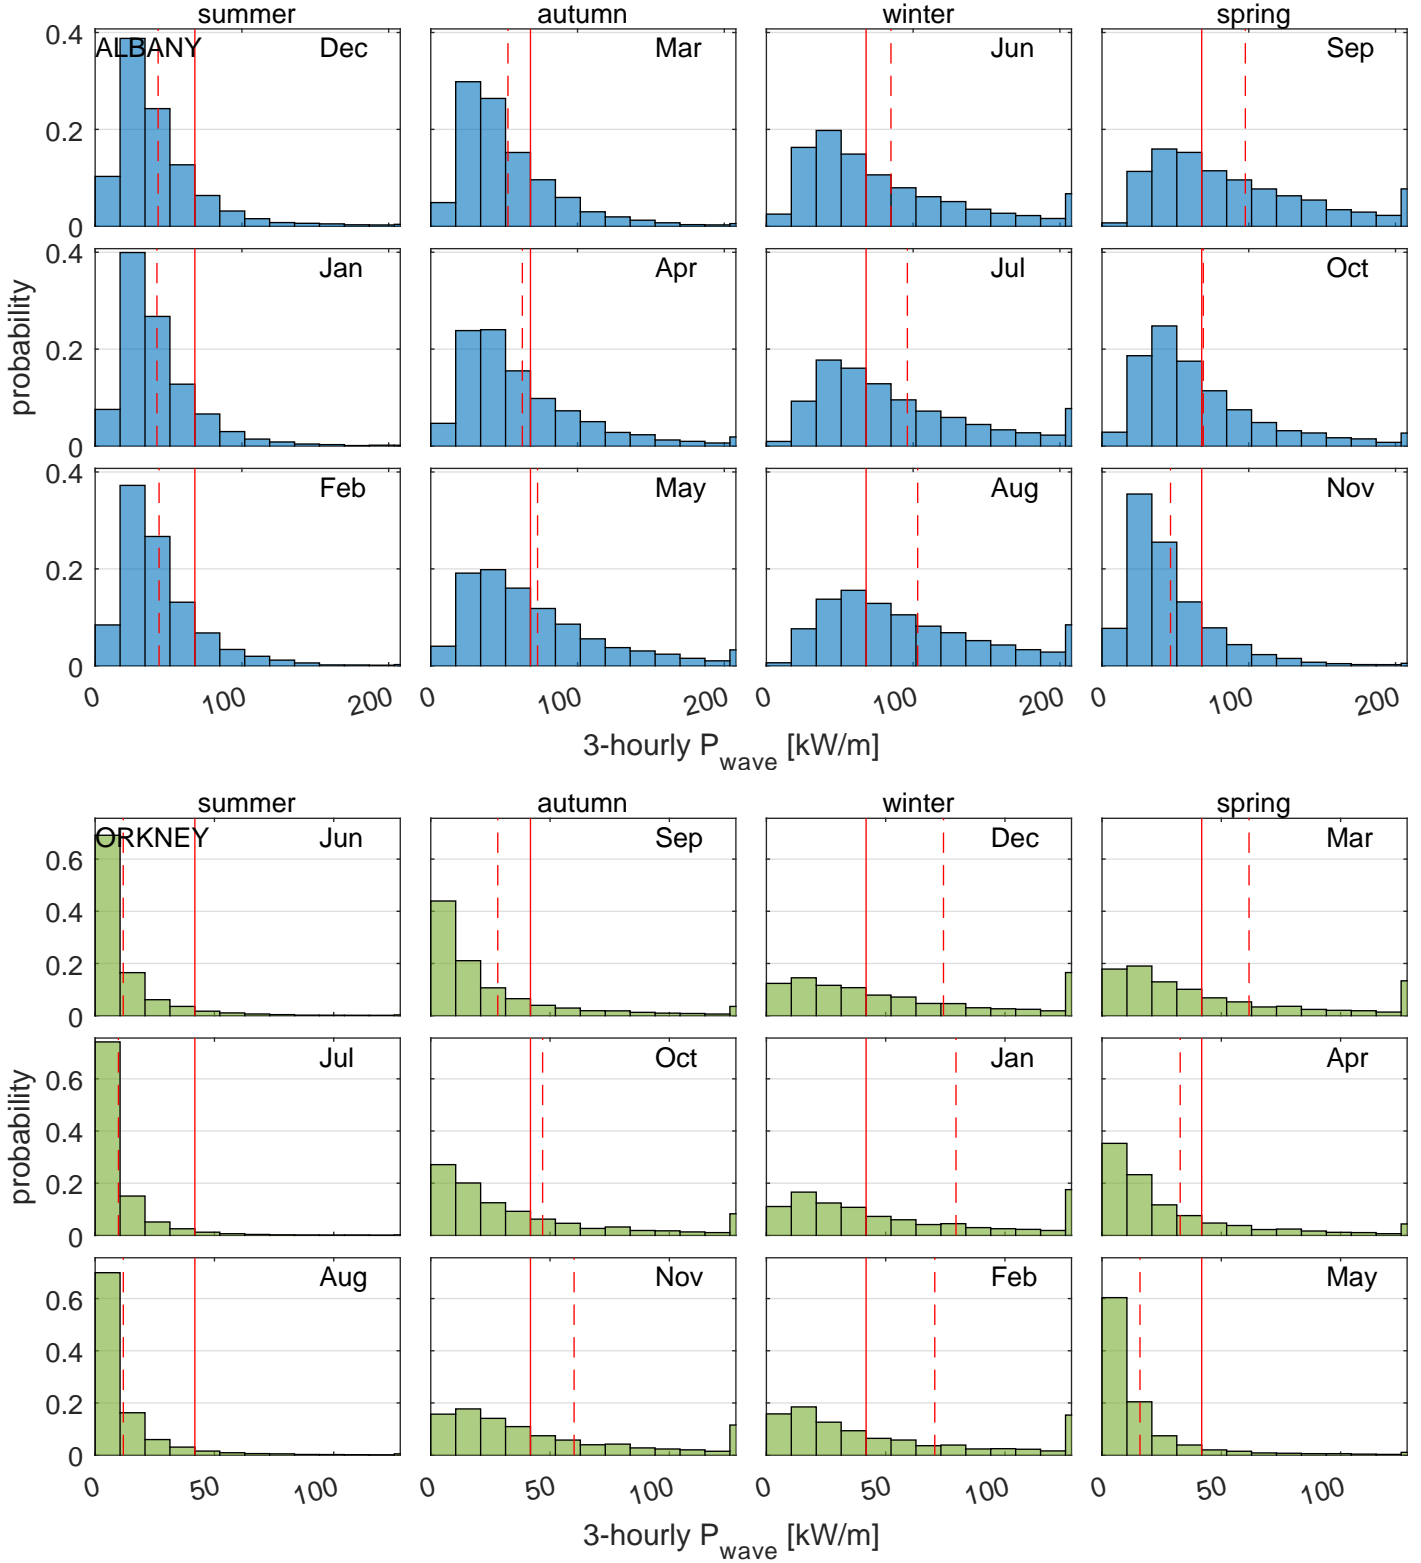 summer autumn winter spring
0.4 ALBANY Dec Mar Jun Sep
0.2
0
0.4 Jan Apr Jul Oct
0.2
0
probability
0.4 Feb May Aug Nov
0.2
0
0 100 200 0 100 200 0 100 200 0 100 200
3-hourly P_wave [kW/m]
summer autumn winter spring
ORKNEY Jun Sep Dec Mar
0.6
0.4
0.2
0
Jul Oct Jan Apr
0.6
0.4
0.2
0
probability
Aug Nov Feb May
0.6
0.4
0.2
0
0 50 100 0 50 100 0 50 100 0 50 100
3-hourly P_wave [kW/m]